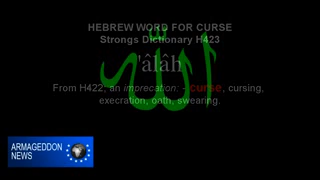 HEBREW WORD FOR CURSE
Strongs Dictionary H423
الله
'âlâh
From H422; an imprecation: - curse, cursing,
execration, oath, swearing.
ARMAGEDDON
NEWS